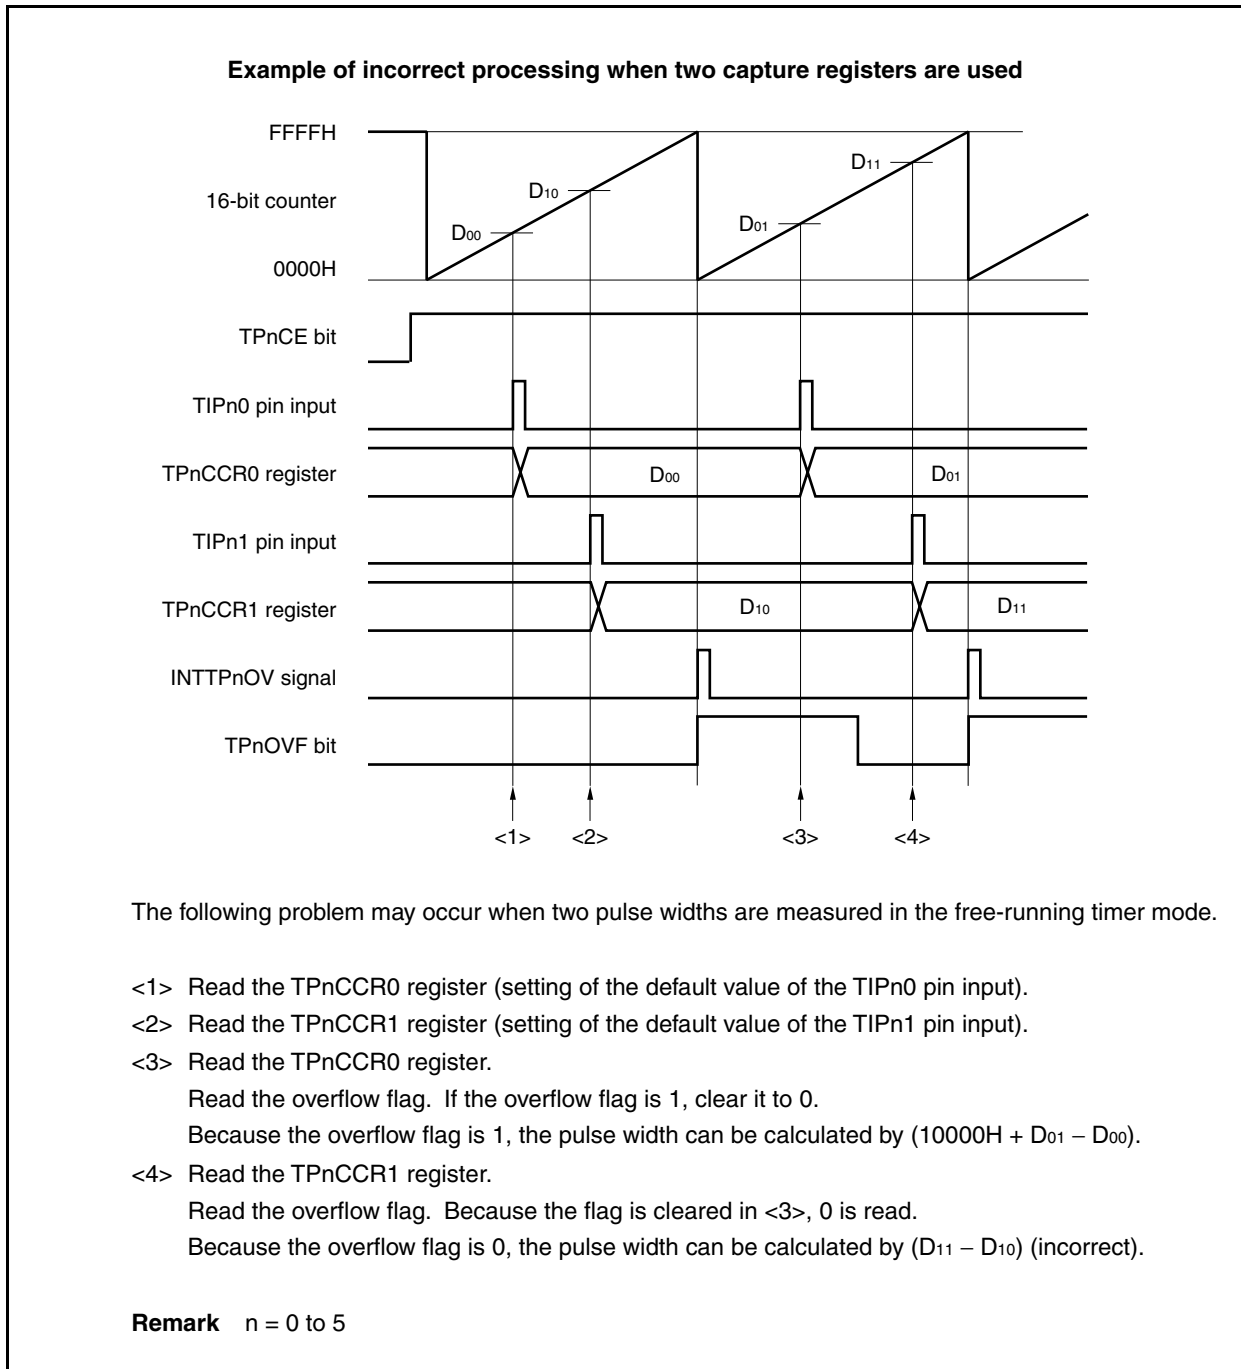 Example of incorrect processing when two capture registers are used
FFFFH
D11
D10
16-bit counter
D01
D00
0000H
TPnCE bit
TIPn0 pin input
TPnCCR0 register
D00
D01
TIPn1 pin input
TPnCCR1 register
D10
D11
INTTPnOV signal
TPnOVF bit
<1> <2> <3> <4>
The following problem may occur when two pulse widths are measured in the free-running timer mode.
<1> Read the TPnCCR0 register (setting of the default value of the TIPn0 pin input).
<2> Read the TPnCCR1 register (setting of the default value of the TIPn1 pin input).
<3> Read the TPnCCR0 register.
Read the overflow flag. If the overflow flag is 1, clear it to 0.
Because the overflow flag is 1, the pulse width can be calculated by (10000H + D01 − D00).
<4> Read the TPnCCR1 register.
Read the overflow flag. Because the flag is cleared in <3>, 0 is read.
Because the overflow flag is 0, the pulse width can be calculated by (D11 − D10) (incorrect).
Remark n = 0 to 5